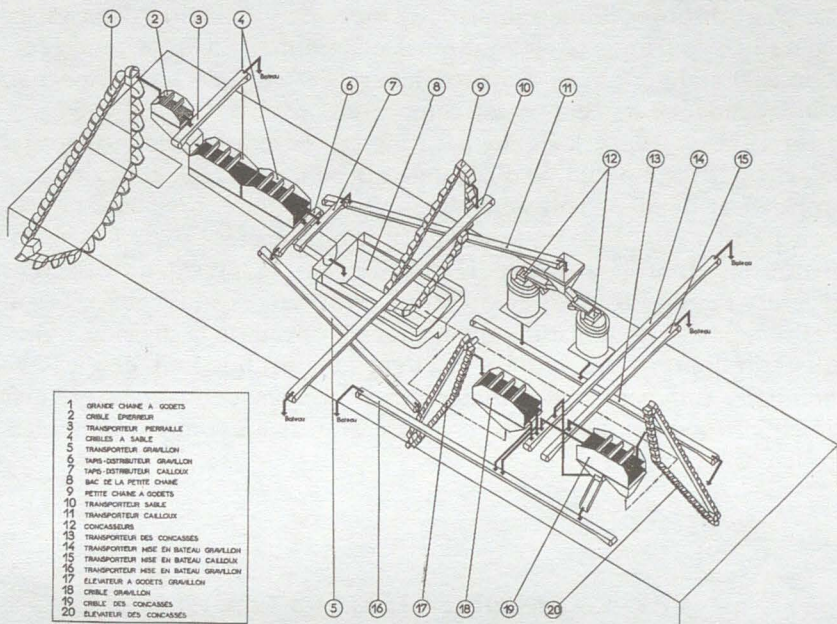 1 2 3 4
Bateau
6 7 8 9 10 11
12 13 14 15
Bateau
Bateau
Bateau Bateau
1 GRANDE CHAINE A GODETS
2 CRIBLE ÉPIERREUR
3 TRANSPORTEUR PIERRAILLE
4 CRIBLES A SABLE
5 TRANSPORTEUR GRAVILLON
6 TAPIS-DISTRIBUTEUR GRAVILLON
7 TAPIS-DISTRIBUTEUR CAILLOUX
8 BAC DE LA PETITE CHAINE
9 PETITE CHAINE A GODETS
10 TRANSPORTEUR SABLE
11 TRANSPORTEUR CAILLOUX
12 CONCASSEURS
13 TRANSPORTEUR DES CONCASSÉS
14 TRANSPORTEUR MISE EN BATEAU GRAVILLON
15 TRANSPORTEUR MISE EN BATEAU CAILLOUX
16 TRANSPORTEUR MISE EN BATEAU GRAVILLON
17 ÉLEVATEUR A GODETS GRAVILLON
18 CRIBLE GRAVILLON
19 CRIBLE DES CONCASSÉS
20 ÉLEVATEUR DES CONCASSÉS
5 16 17 18 19 20